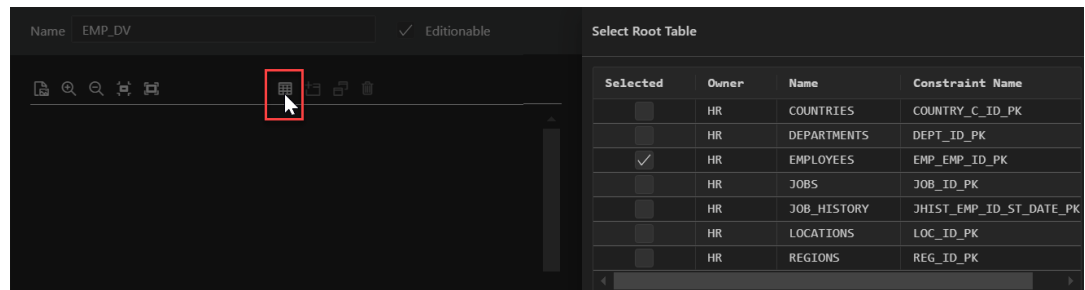 Name EMP_DV Editionable
Select Root Table
Selected Owner Name Constraint Name
HR COUNTRIES COUNTRY_C_ID_PK
HR DEPARTMENTS DEPT_ID_PK
HR EMPLOYEES EMP_EMP_ID_PK
HR JOBS JOB_ID_PK
HR JOB_HISTORY JHIST_EMP_ID_ST_DATE_PK
HR LOCATIONS LOC_ID_PK
HR REGIONS REG_ID_PK